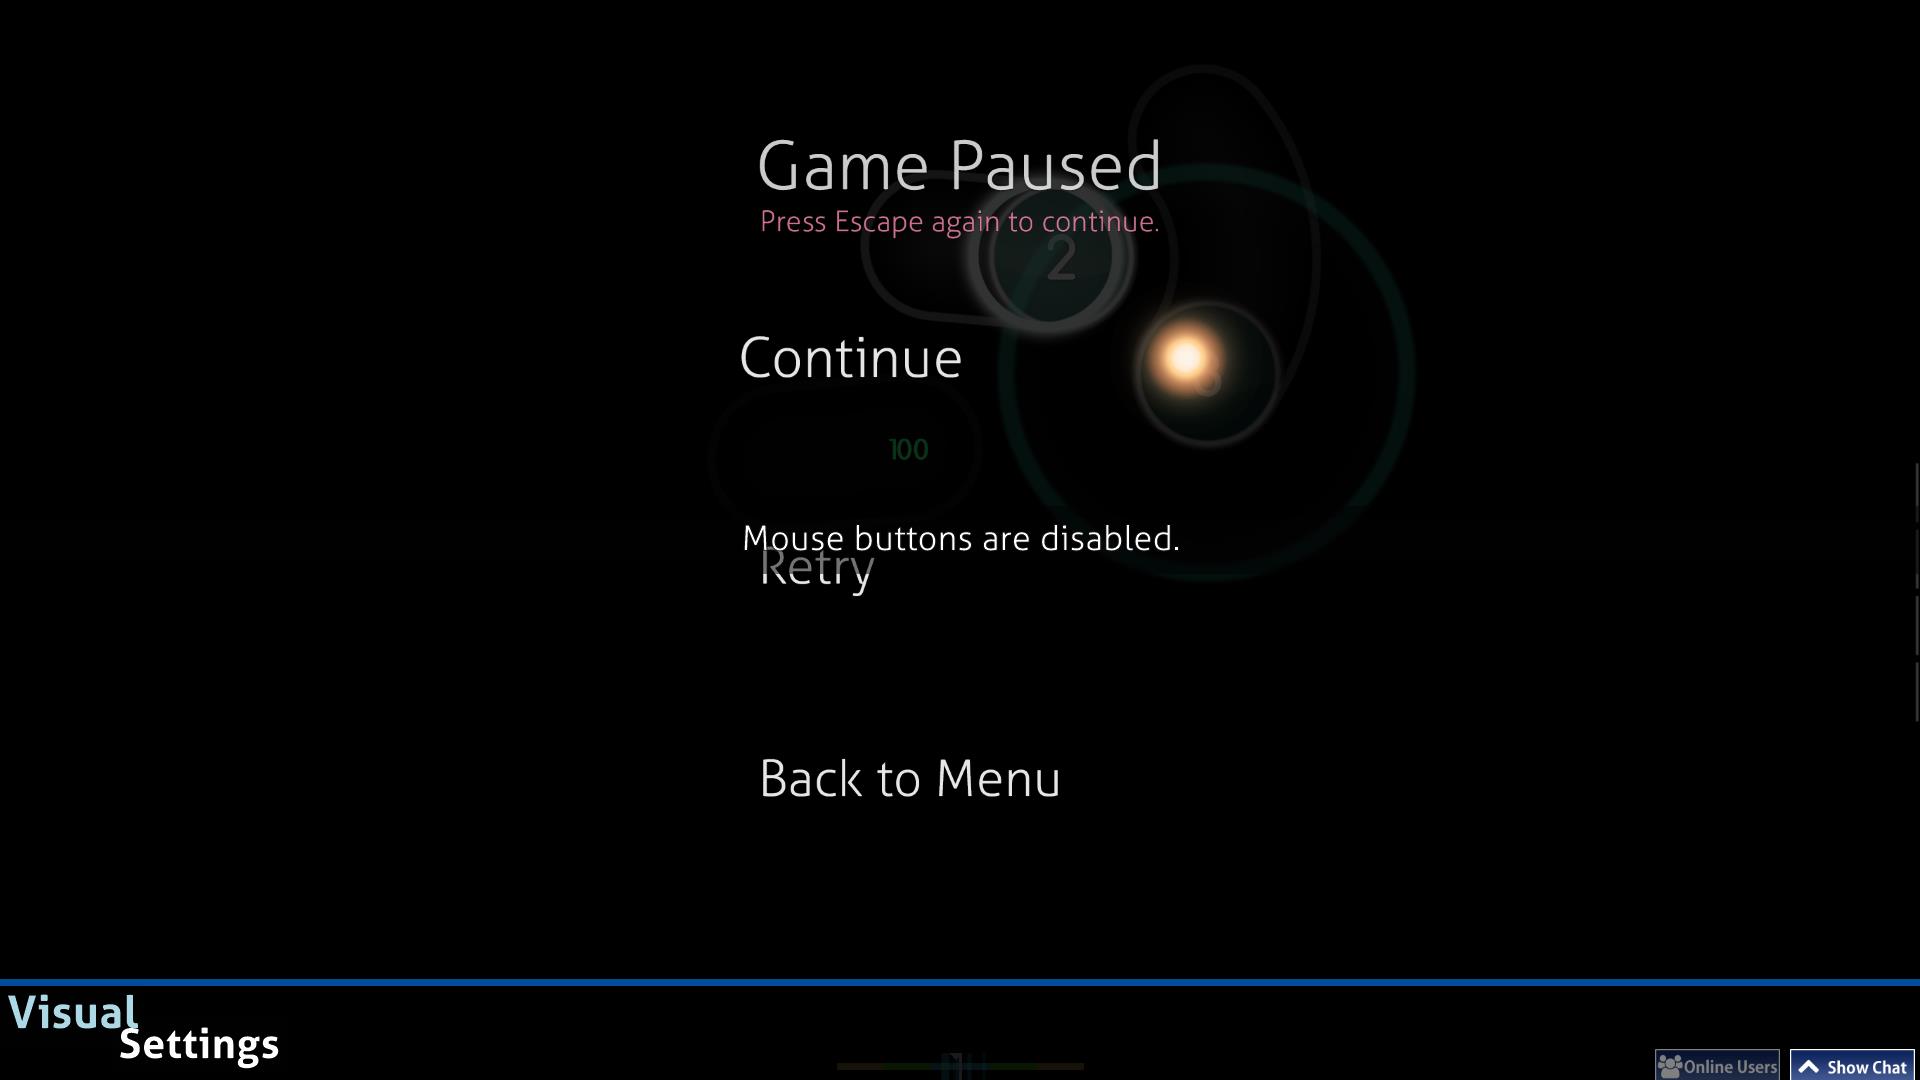 Game Paused
Press Escape again to continue.
2
Continue
100
Mouse buttons are disabled.
Retry
Back to Menu
Visual
Settings
Online Users
Show Chat